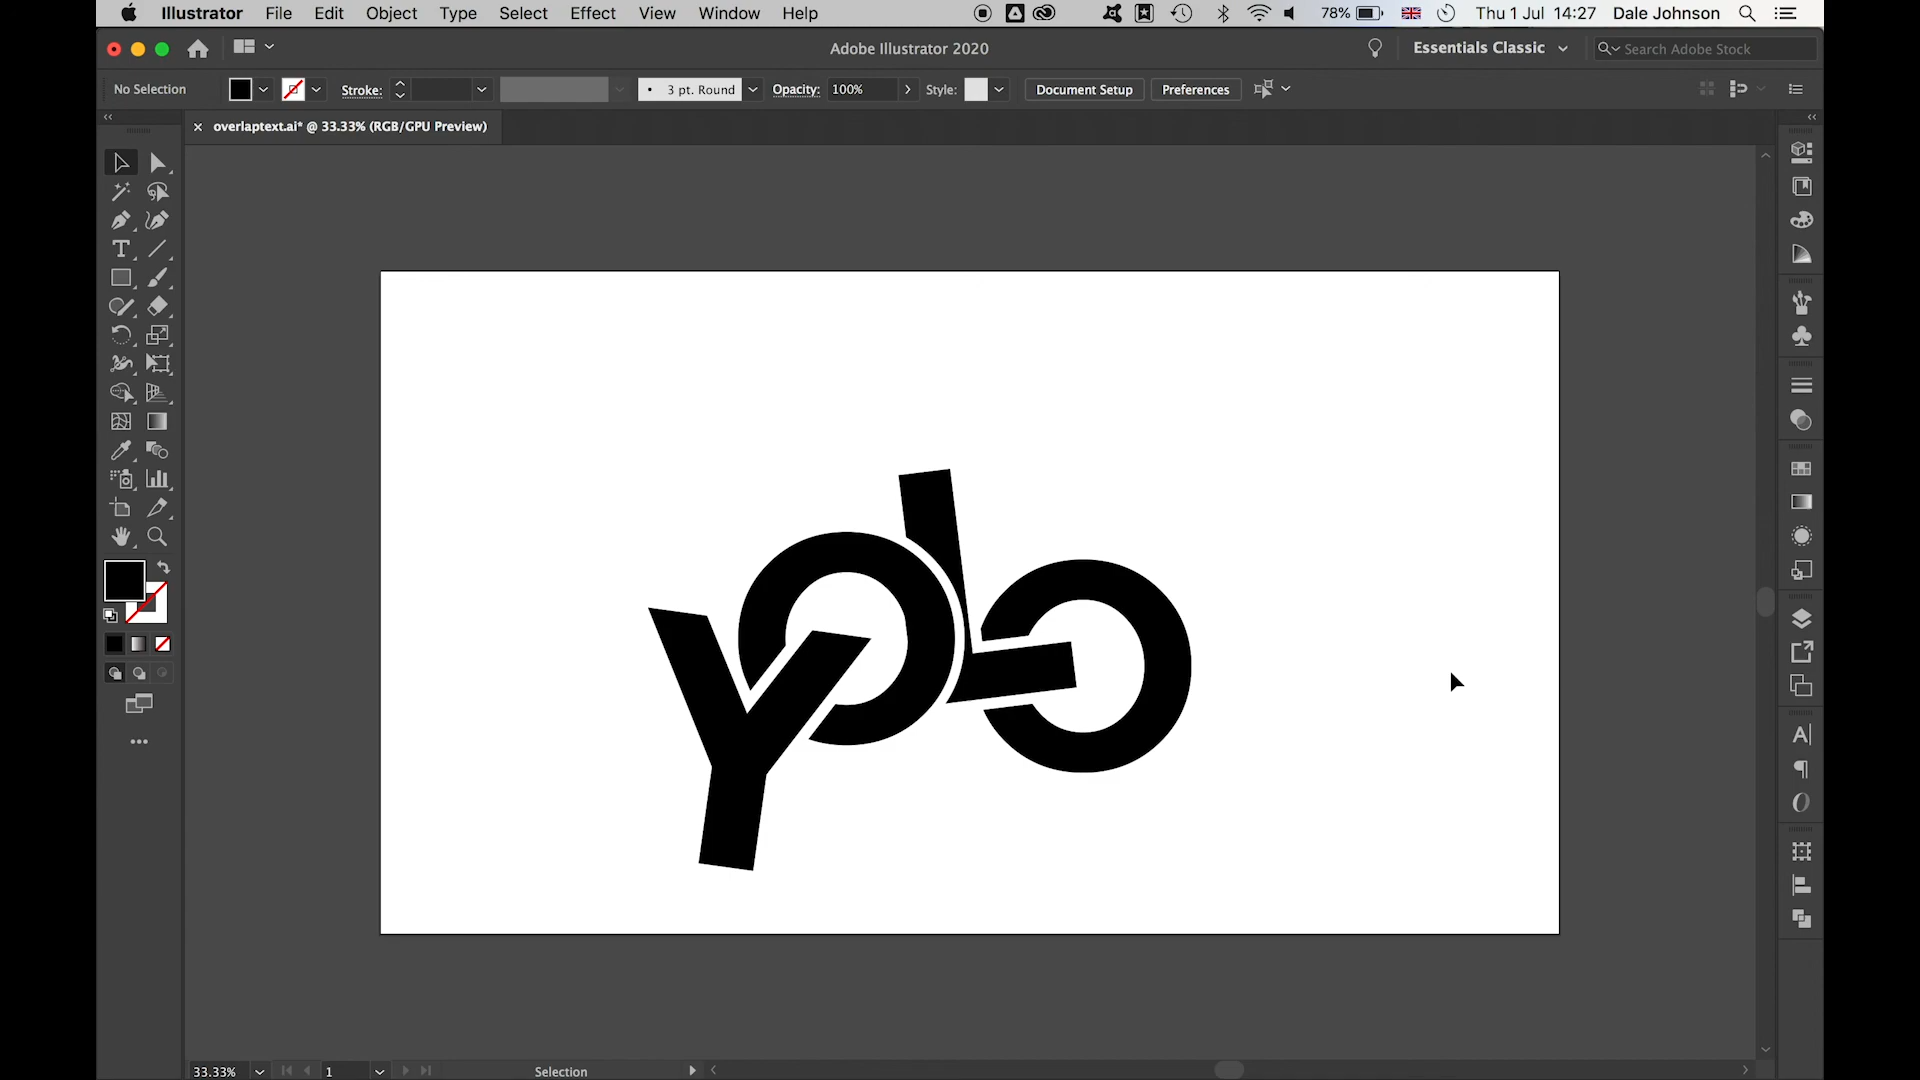 Illustrator File Edit Object Type Select Effect View Window Help 78% Thu 1 Jul 14:27 Dale Johnson
Adobe Illustrator 2020 Essentials Classic Search Adobe Stock
No Selection Stroke: 3 pt. Round Opacity: 100% Style: Document Setup Preferences
overlaptext.ai* @ 33.33% (RGB/GPU Preview)
YOLO
33.33% 1 Selection